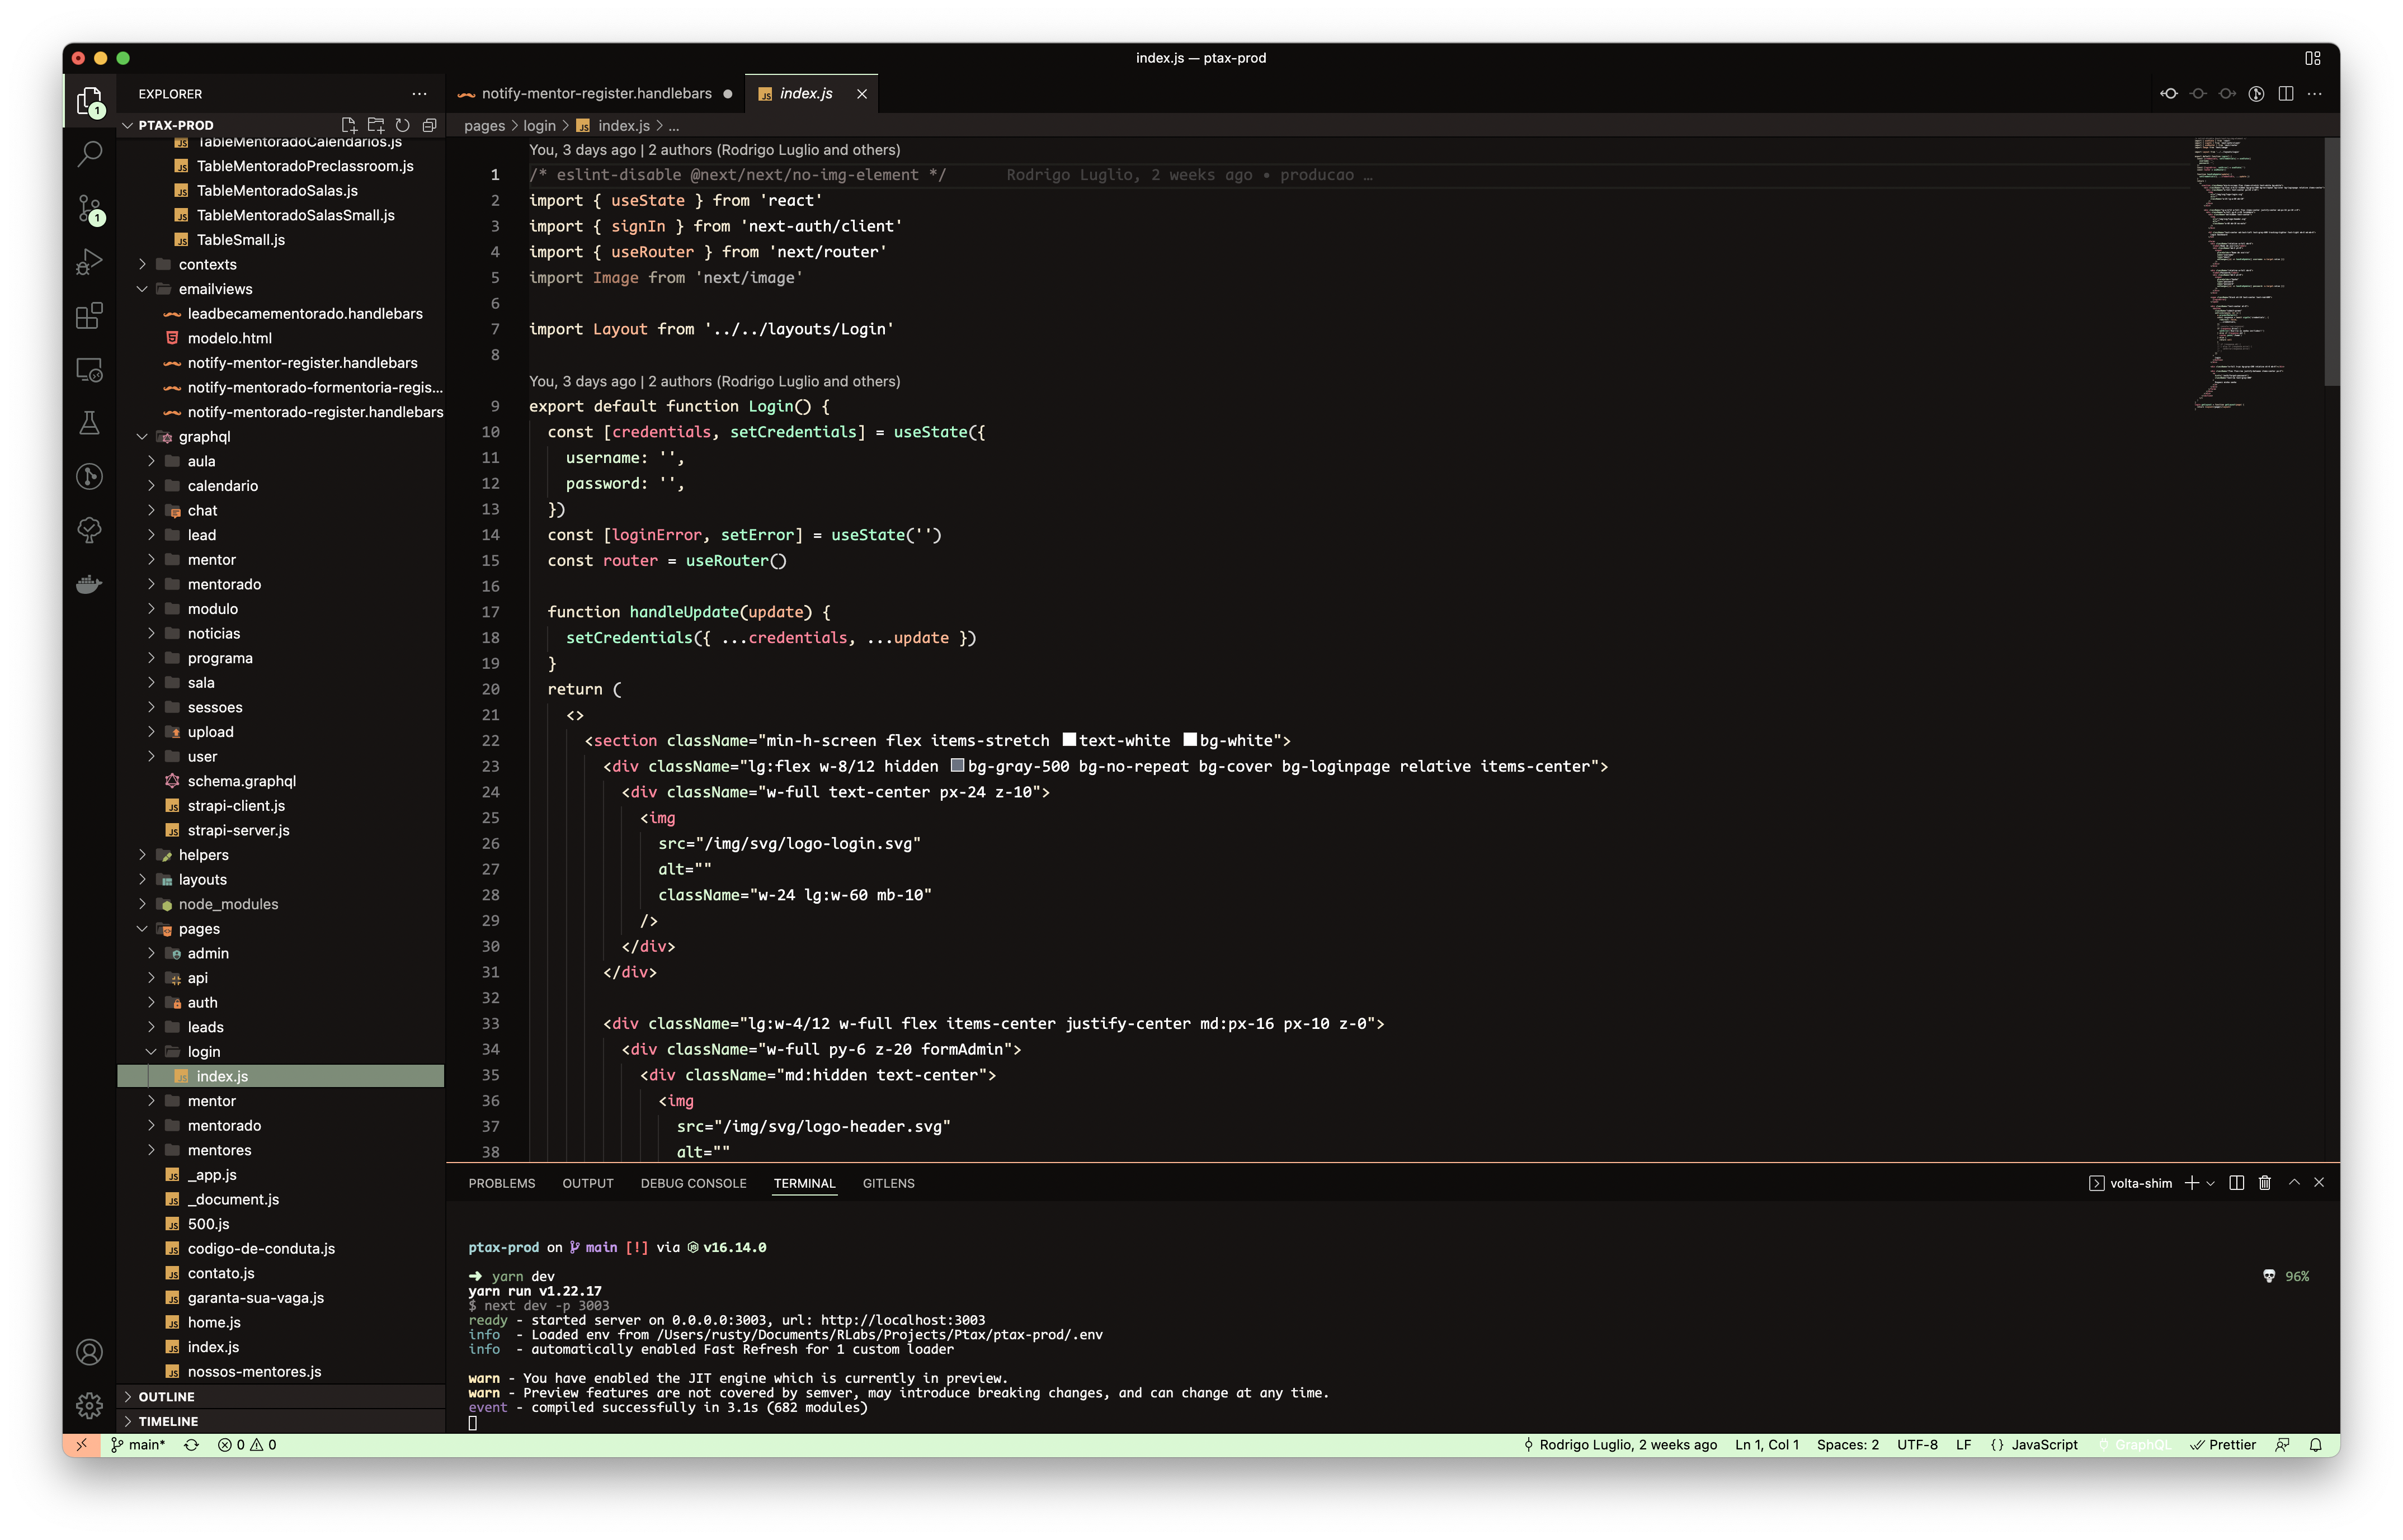 index.js — ptax-prod
EXPLORER
PTAX-PROD
TableMentoradoCalendarios.js
TableMentoradoPreclassroom.js
TableMentoradoSalas.js
TableMentoradoSalasSmall.js
TableSmall.js
contexts
emailviews
leadbecamementorado.handlebars
modelo.html
notify-mentor-register.handlebars
notify-mentorado-formentoria-regis...
notify-mentorado-register.handlebars
graphql
aula
calendario
chat
lead
mentor
mentorado
modulo
noticias
programa
sala
sessoes
upload
user
schema.graphql
strapi-client.js
strapi-server.js
helpers
layouts
node_modules
pages
admin
api
auth
leads
login
index.js
mentor
mentorado
mentores
_app.js
_document.js
500.js
codigo-de-conduta.js
contato.js
garanta-sua-vaga.js
home.js
index.js
nossos-mentores.js
OUTLINE
TIMELINE
1
1
notify-mentor-register.handlebars
index.js
pages > login > index.js > ...
You, 3 days ago | 2 authors (Rodrigo Luglio and others)
1 /* eslint-disable @next/next/no-img-element */ Rodrigo Luglio, 2 weeks ago • producao …
2 import { useState } from 'react'
3 import { signIn } from 'next-auth/client'
4 import { useRouter } from 'next/router'
5 import Image from 'next/image'
6
7 import Layout from '../../layouts/Login'
8
You, 3 days ago | 2 authors (Rodrigo Luglio and others)
9 export default function Login() {
10 const [credentials, setCredentials] = useState({
11 username: '',
12 password: '',
13 })
14 const [loginError, setError] = useState('')
15 const router = useRouter()
16
17 function handleUpdate(update) {
18 setCredentials({ ...credentials, ...update })
19 }
20 return (
21 <>
22 <section className="min-h-screen flex items-stretch text-white bg-white">
23 <div className="lg:flex w-8/12 hidden bg-gray-500 bg-no-repeat bg-cover bg-loginpage relative items-center">
24 <div className="w-full text-center px-24 z-10">
25 <img
26 src="/img/svg/logo-login.svg"
27 alt=""
28 className="w-24 lg:w-60 mb-10"
29 />
30 </div>
31 </div>
32
33 <div className="lg:w-4/12 w-full flex items-center justify-center md:px-16 px-10 z-0">
34 <div className="w-full py-6 z-20 formAdmin">
35 <div className="md:hidden text-center">
36 <img
37 src="/img/svg/logo-header.svg"
38 alt=""
PROBLEMS OUTPUT DEBUG CONSOLE TERMINAL GITLENS
volta-shim
ptax-prod on main [!] via v16.14.0
➜ yarn dev
96%
yarn run v1.22.17
$ next dev -p 3003
ready - started server on 0.0.0.0:3003, url: http://localhost:3003
info - Loaded env from /Users/rusty/Documents/RLabs/Projects/Ptax/ptax-prod/.env
info - automatically enabled Fast Refresh for 1 custom loader
warn - You have enabled the JIT engine which is currently in preview.
warn - Preview features are not covered by semver, may introduce breaking changes, and can change at any time.
event - compiled successfully in 3.1s (682 modules)
main* 0 0
Rodrigo Luglio, 2 weeks ago Ln 1, Col 1 Spaces: 2 UTF-8 LF {} JavaScript GraphQL Prettier